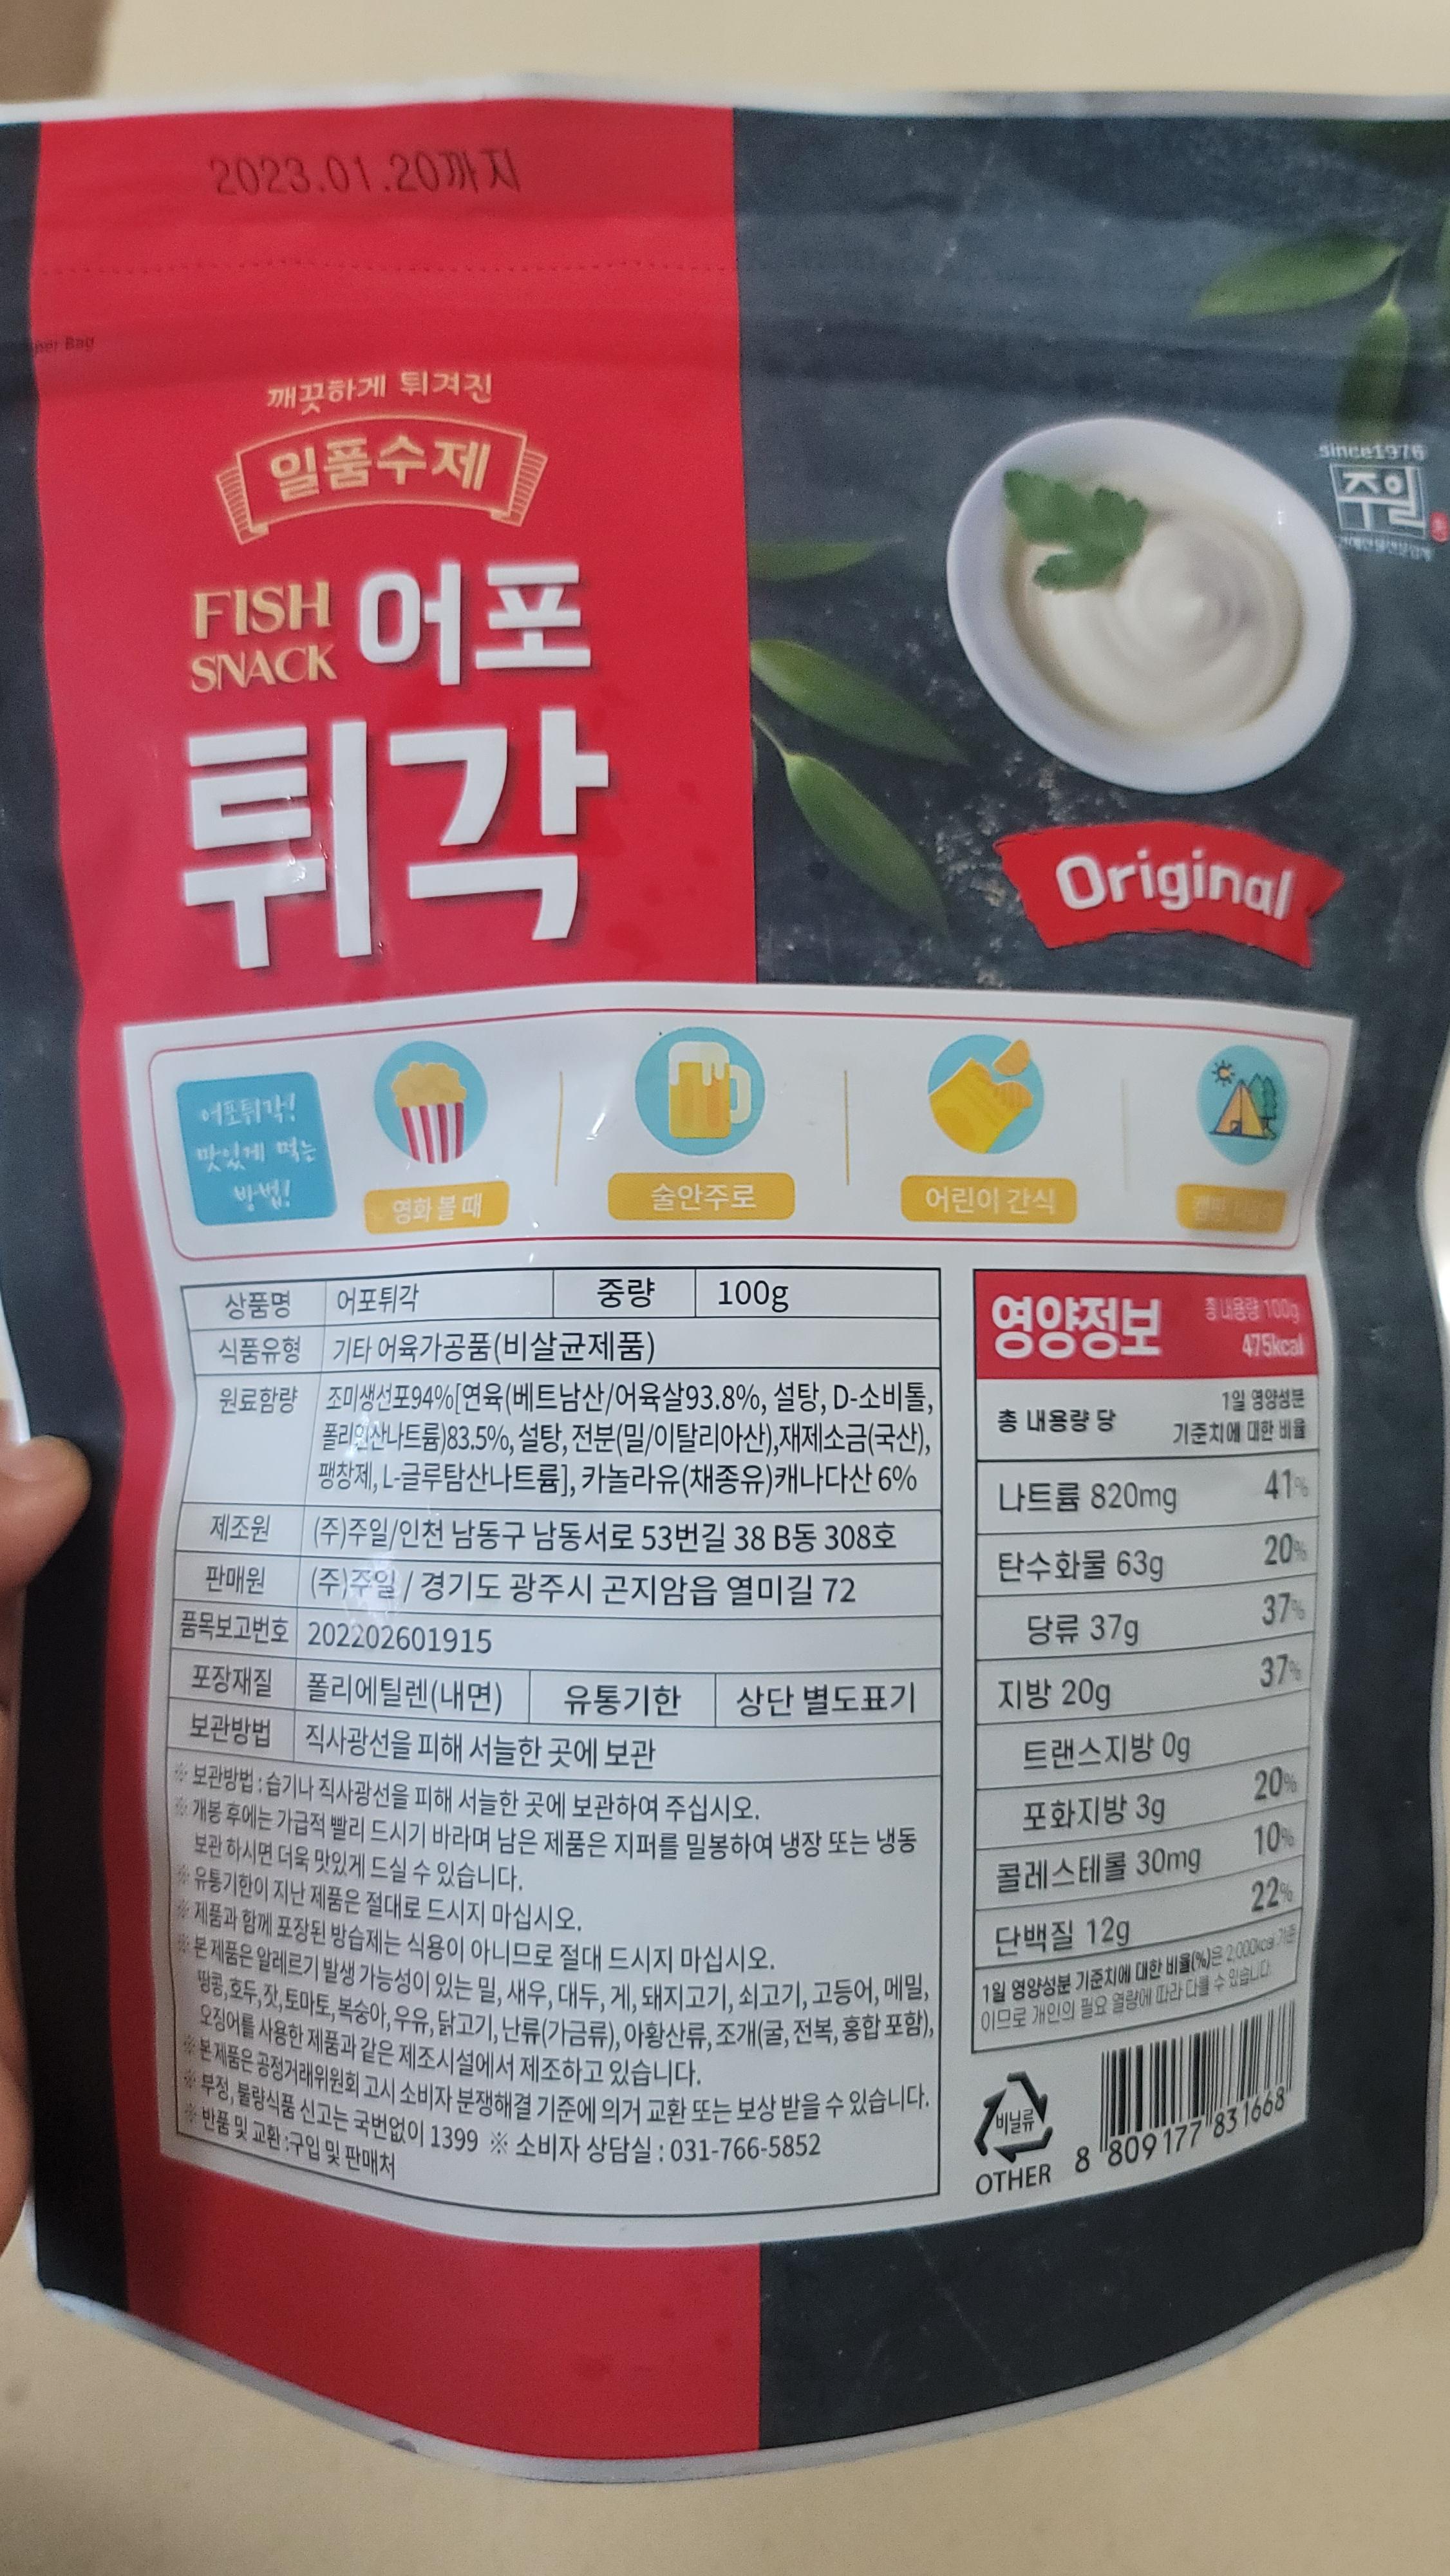 2023.01.20까지
per Bag
깨끗하게 튀겨진
일품수제
FISH
SNACK
어포
튀각
since1976
주일
Original
어포튀각!
맛있게 먹는
방법!
영화 볼 때
술안주로
어린이 간식
상품명 어포튀각 중량 100g
식품유형 기타 어육가공품(비살균제품)
원료함량 조미생선포94%[연육(베트남산/어육살93.8%, 설탕, D-소비톨,
폴리인산나트륨)83.5%, 설탕, 전분(밀/이탈리아산),재제소금(국산),
팽창제, L-글루탐산나트륨], 카놀라유(채종유)캐나다산 6%
제조원 (주)주일/인천 남동구 남동서로 53번길 38 B동 308호
판매원 (주)주일 / 경기도 광주시 곤지암읍 열미길 72
품목보고번호 202202601915
포장재질 폴리에틸렌(내면) 유통기한 상단 별도표기
보관방법 직사광선을 피해 서늘한 곳에 보관
※ 보관방법 : 습기나 직사광선을 피해 서늘한 곳에 보관하여 주십시오.
※ 개봉 후에는 가급적 빨리 드시기 바라며 남은 제품은 지퍼를 밀봉하여 냉장 또는 냉동
보관 하시면 더욱 맛있게 드실 수 있습니다.
※ 유통기한이 지난 제품은 절대로 드시지 마십시오.
※ 제품과 함께 포장된 방습제는 식용이 아니므로 절대 드시지 마십시오.
※ 본 제품은 알레르기 발생 가능성이 있는 밀, 새우, 대두, 게, 돼지고기, 쇠고기, 고등어, 메밀,
땅콩, 호두, 잣, 토마토, 복숭아, 우유, 닭고기, 난류(가금류), 아황산류, 조개(굴, 전복, 홍합 포함),
오징어를 사용한 제품과 같은 제조시설에서 제조하고 있습니다.
※ 본 제품은 공정거래위원회 고시 소비자 분쟁해결 기준에 의거 교환 또는 보상 받을 수 있습니다.
※ 부정, 불량식품 신고는 국번없이 1399 ※ 소비자 상담실 : 031-766-5852
※ 반품 및 교환 :구입 및 판매처
영양정보
총 내용량 100g
475kcal
총 내용량 당
1일 영양성분
기준치에 대한 비율
나트륨 820mg 41%
탄수화물 63g 20%
당류 37g 37%
지방 20g 37%
트랜스지방 0g
포화지방 3g 20%
콜레스테롤 30mg 10%
단백질 12g 22%
1일 영양성분 기준치에 대한 비율(%)은 2,000kcal 기준
이므로 개인의 필요 열량에 따라 다를 수 있습니다.
비닐류
OTHER
8 809177 831668